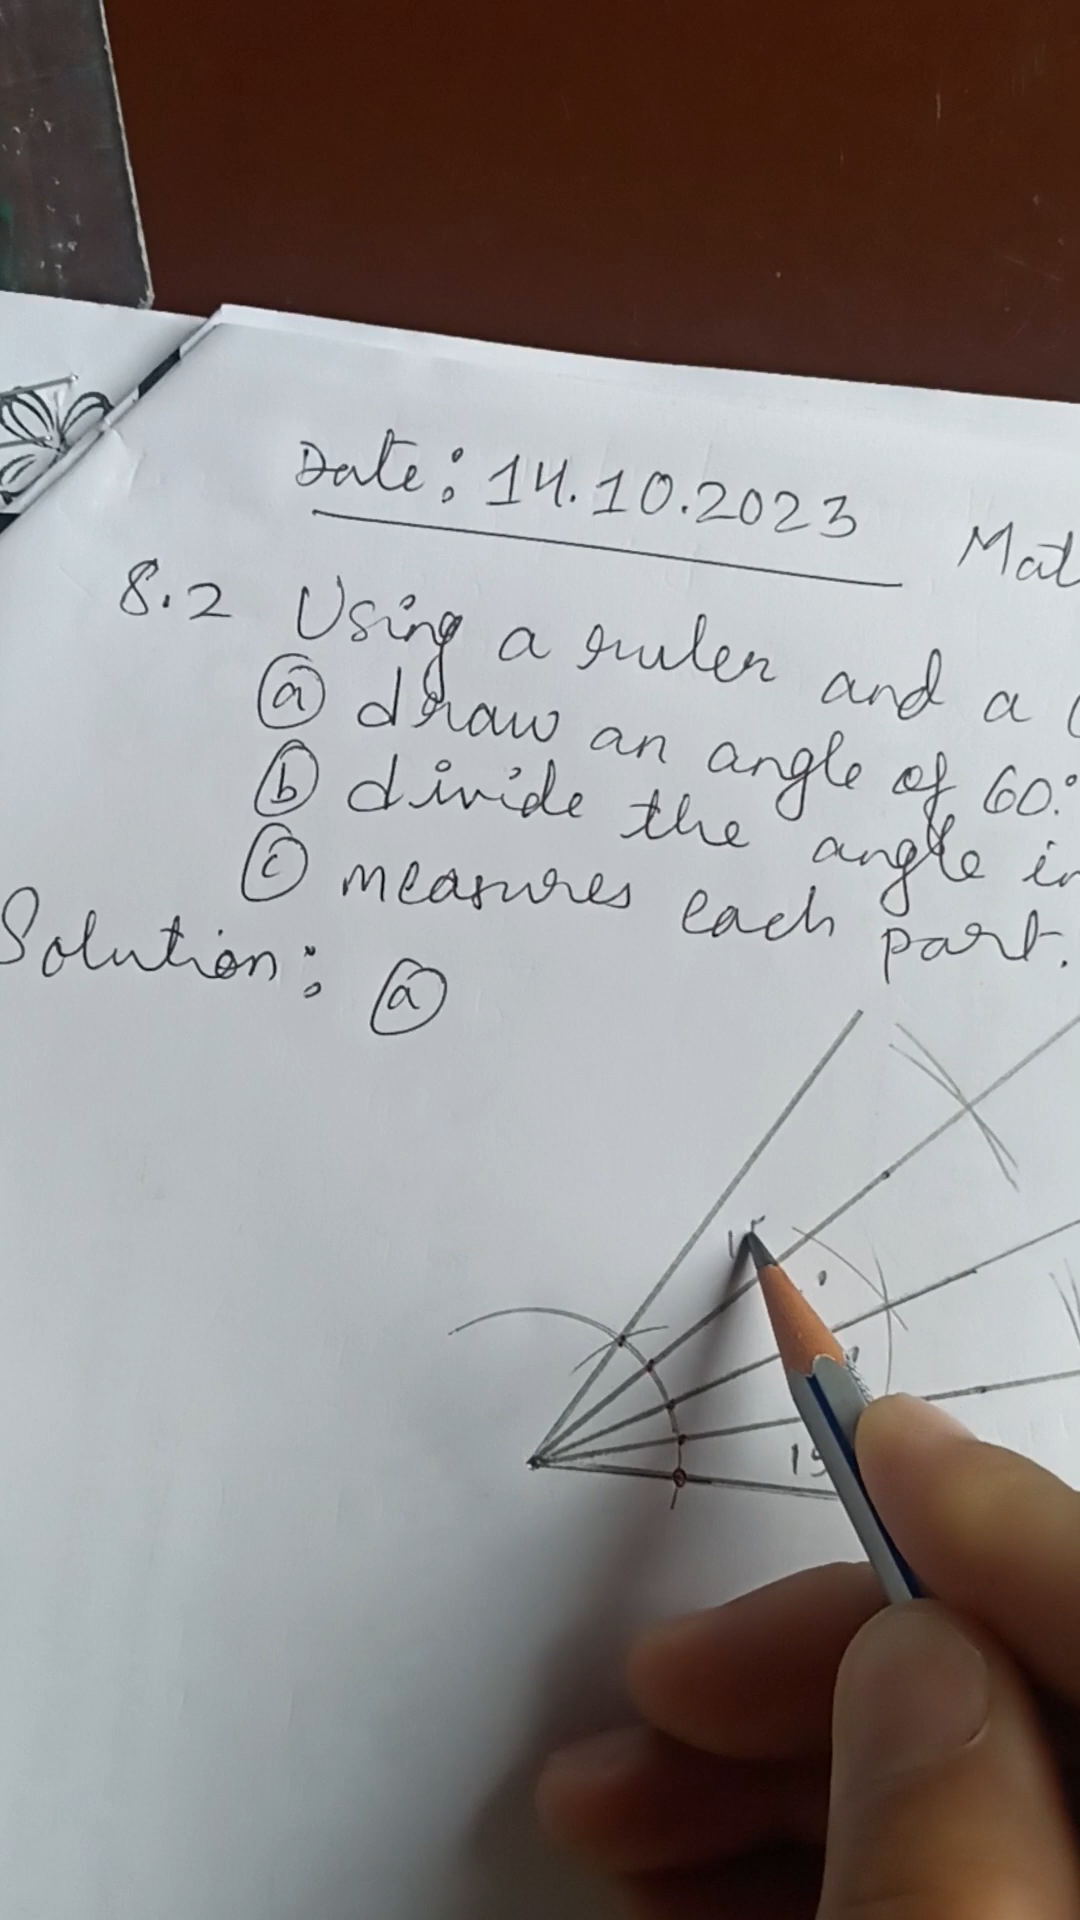 Date: 14.10.2023
8.2 Using a ruler and a
ⓐ draw an angle of 60°
ⓑ divide the angle in
ⓒ measures each part.
Solution: ⓐ